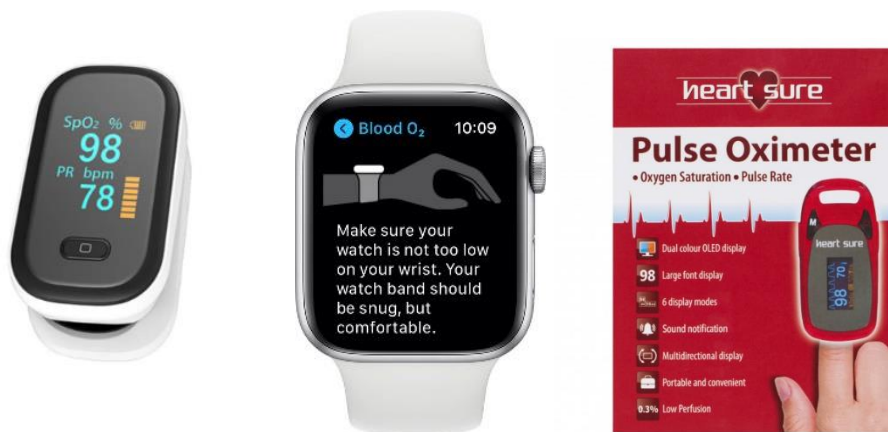 SpO₂ %
98
PR bpm
78
Blood O₂ 10:09
Make sure your
watch is not too low
on your wrist. Your
watch band should
be snug, but
comfortable.
heart sure
Pulse Oximeter
• Oxygen Saturation • Pulse Rate
Dual colour OLED display
98 Large font display
6 display modes
Sound notification
Multidirectional display
Portable and convenient
0.3% Low Perfusion
M
heart sure
98 70